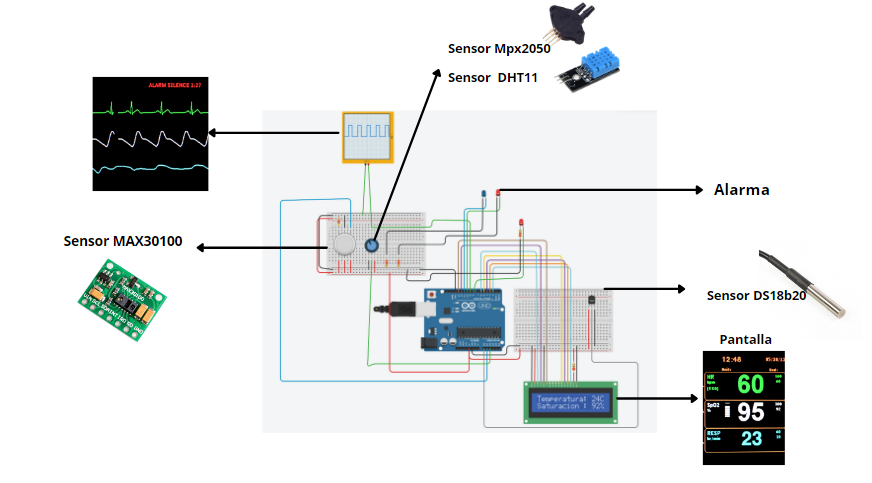 Sensor Mpx2050
Sensor DHT11
ALARM SILENCE 1:27
Alarma
Sensor MAX30100
Sensor DS18b20
Pantalla
UNO
Temperatura: 24C
Saturacion : 92%
12:48
HR
60
SpO2
%
95
RESP
23